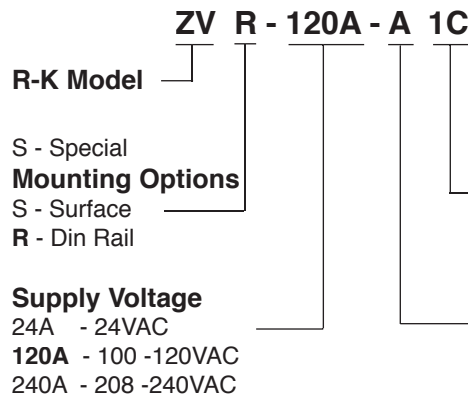 ZV R - 120A - A 1C
R-K Model
S - Special
Mounting Options
S - Surface
R - Din Rail
Supply Voltage
24A - 24VAC
120A - 100 -120VAC
240A - 208 -240VAC